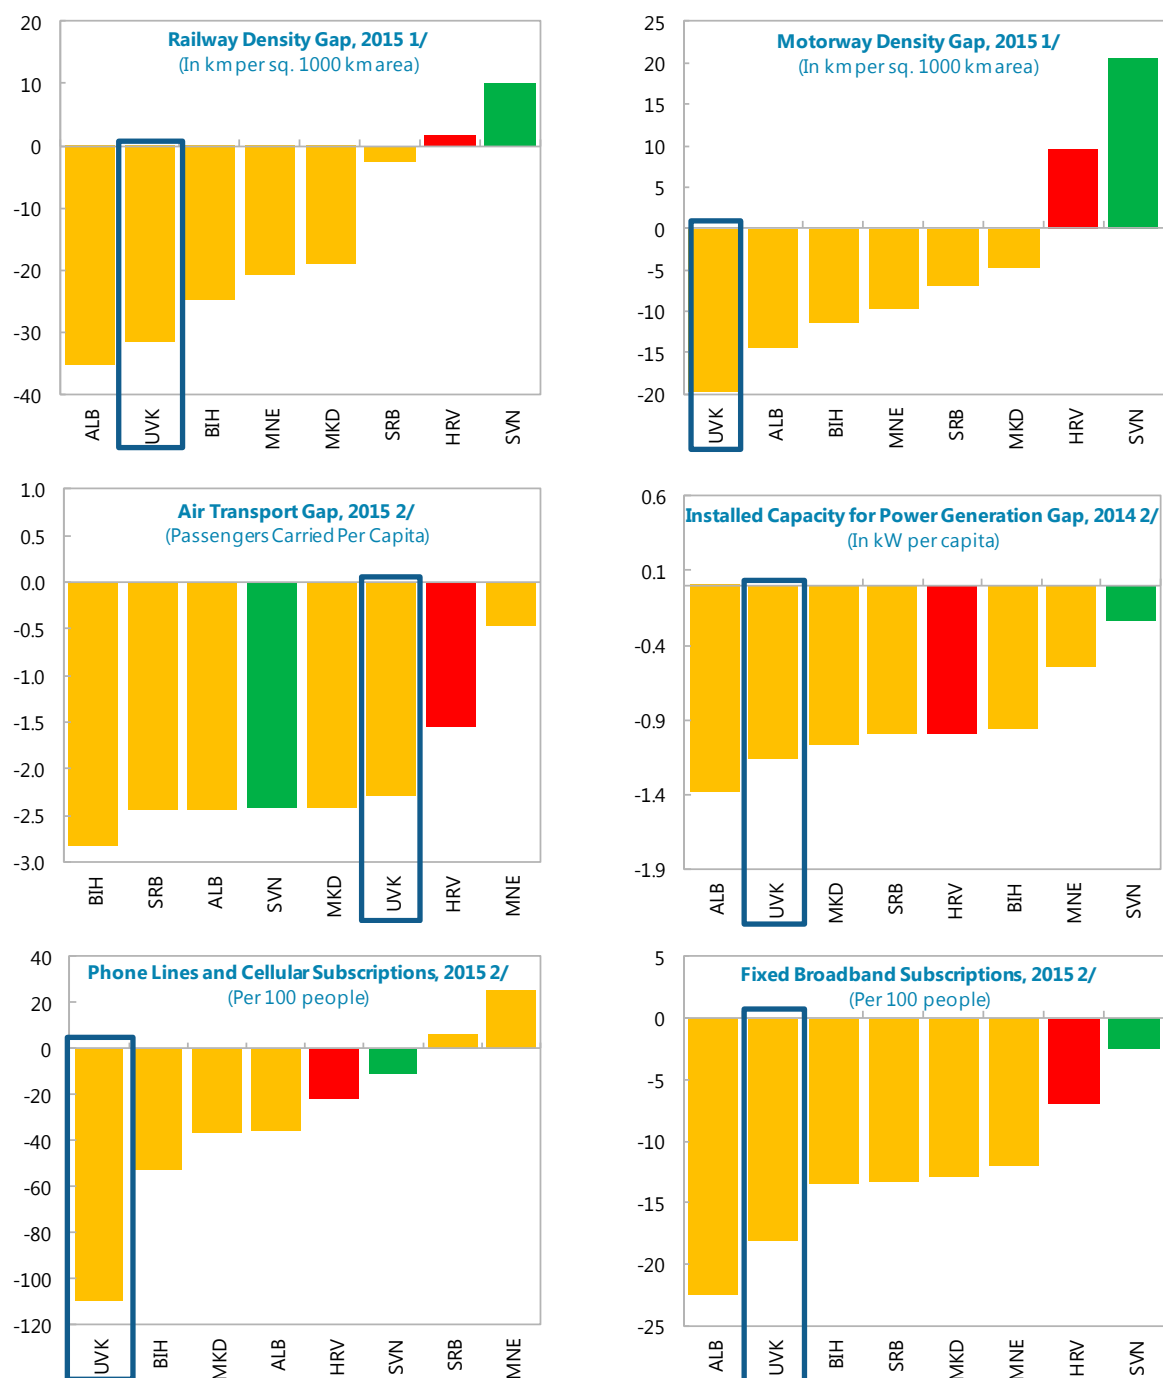 Railway Density Gap, 2015 1/
(In km per sq. 1000 km area)
20
10
0
-10
-20
-30
-40
ALB
UVK
BIH
MNE
MKD
SRB
HRV
SVN
Motorway Density Gap, 2015 1/
(In km per sq. 1000 km area)
25
20
15
10
5
0
-5
-10
-15
-20
UVK
ALB
BIH
MNE
SRB
MKD
HRV
SVN
Air Transport Gap, 2015 2/
(Passengers Carried Per Capita)
1.0
0.5
0.0
-0.5
-1.0
-1.5
-2.0
-2.5
-3.0
BIH
SRB
ALB
SVN
MKD
UVK
HRV
MNE
Installed Capacity for Power Generation Gap, 2014 2/
(In kW per capita)
0.6
0.1
-0.4
-0.9
-1.4
-1.9
ALB
UVK
MKD
SRB
HRV
BIH
MNE
SVN
Phone Lines and Cellular Subscriptions, 2015 2/
(Per 100 people)
40
20
0
-20
-40
-60
-80
-100
-120
UVK
BIH
MKD
ALB
HRV
SVN
SRB
MNE
Fixed Broadband Subscriptions, 2015 2/
(Per 100 people)
5
0
-5
-10
-15
-20
-25
ALB
UVK
BIH
SRB
MKD
MNE
HRV
SVN